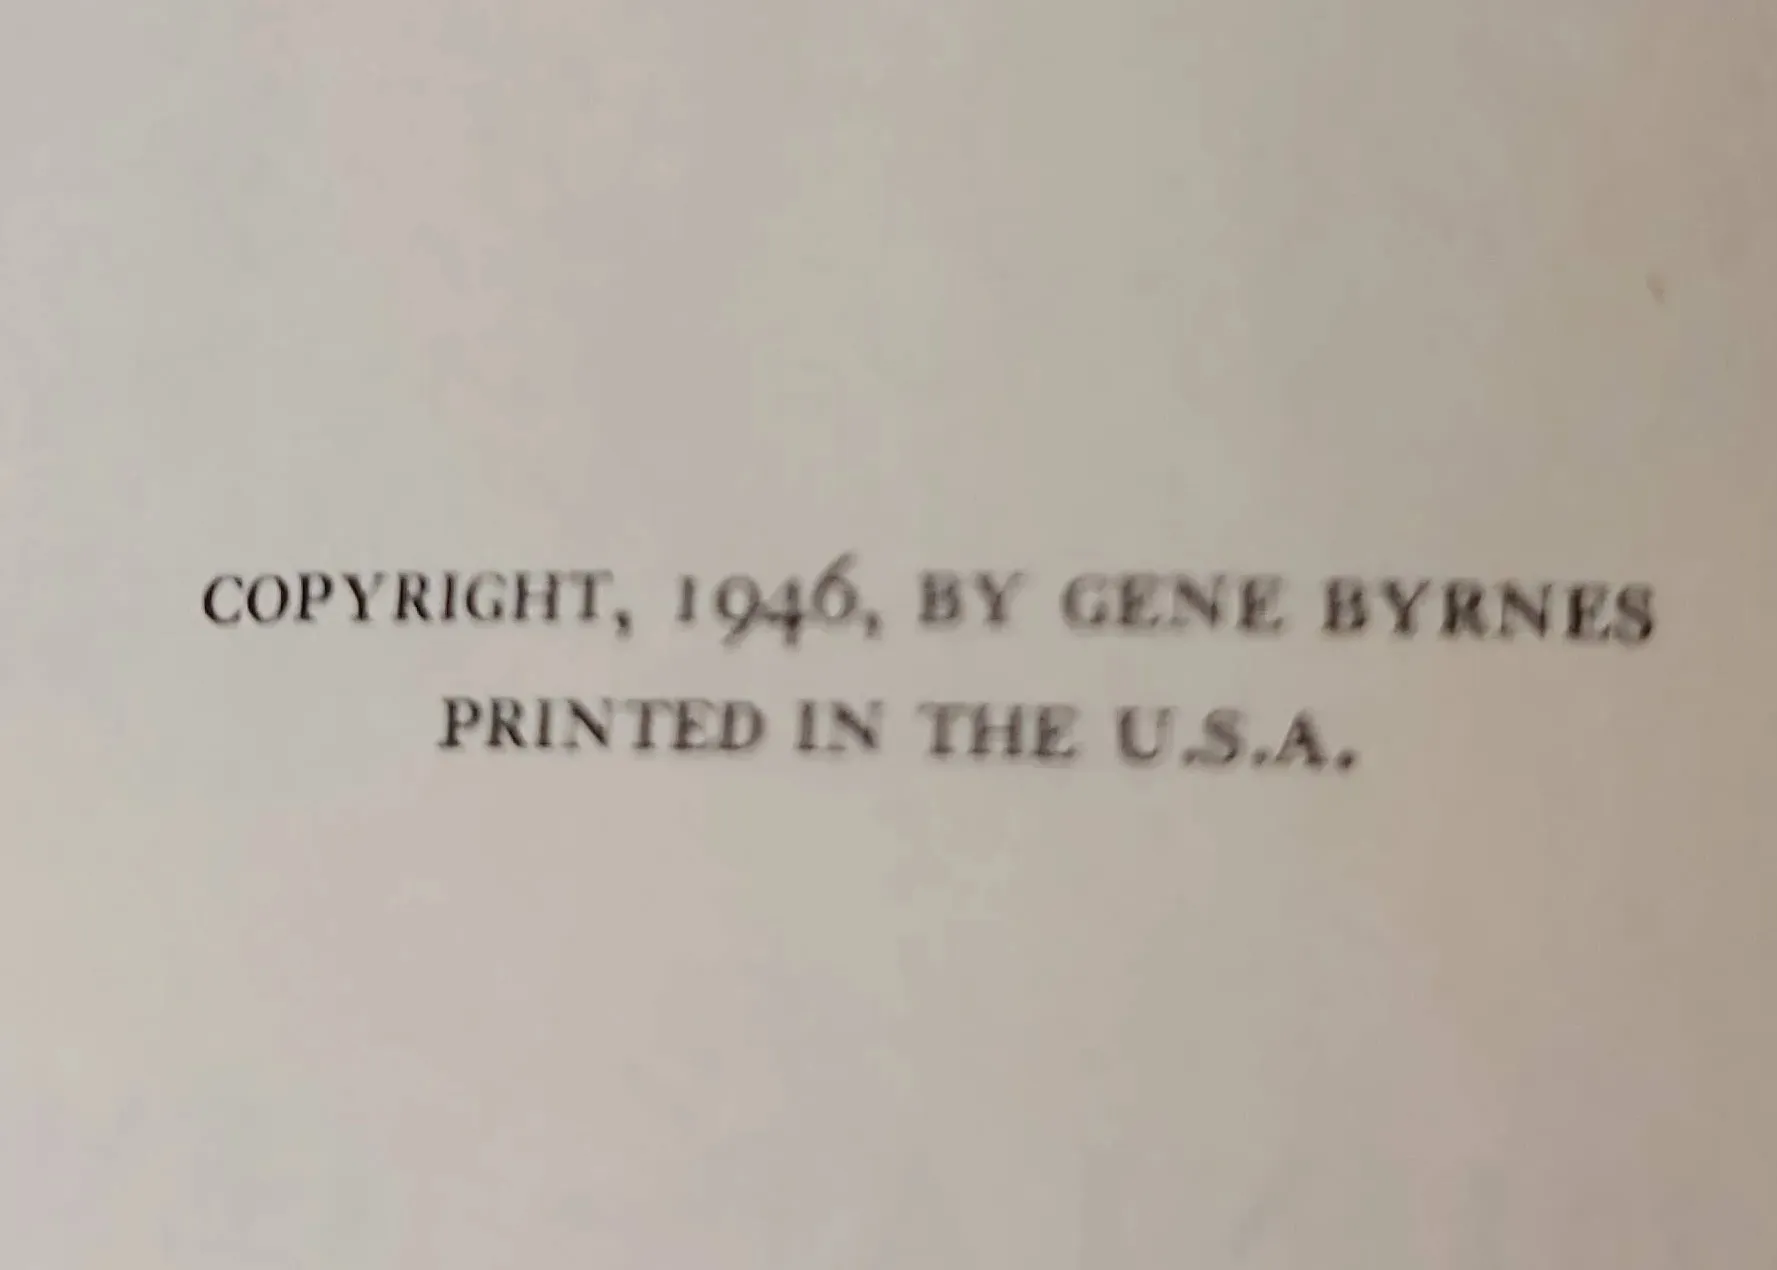 COPYRIGHT, 1946, BY GENE BYRNES
PRINTED IN THE U.S.A.